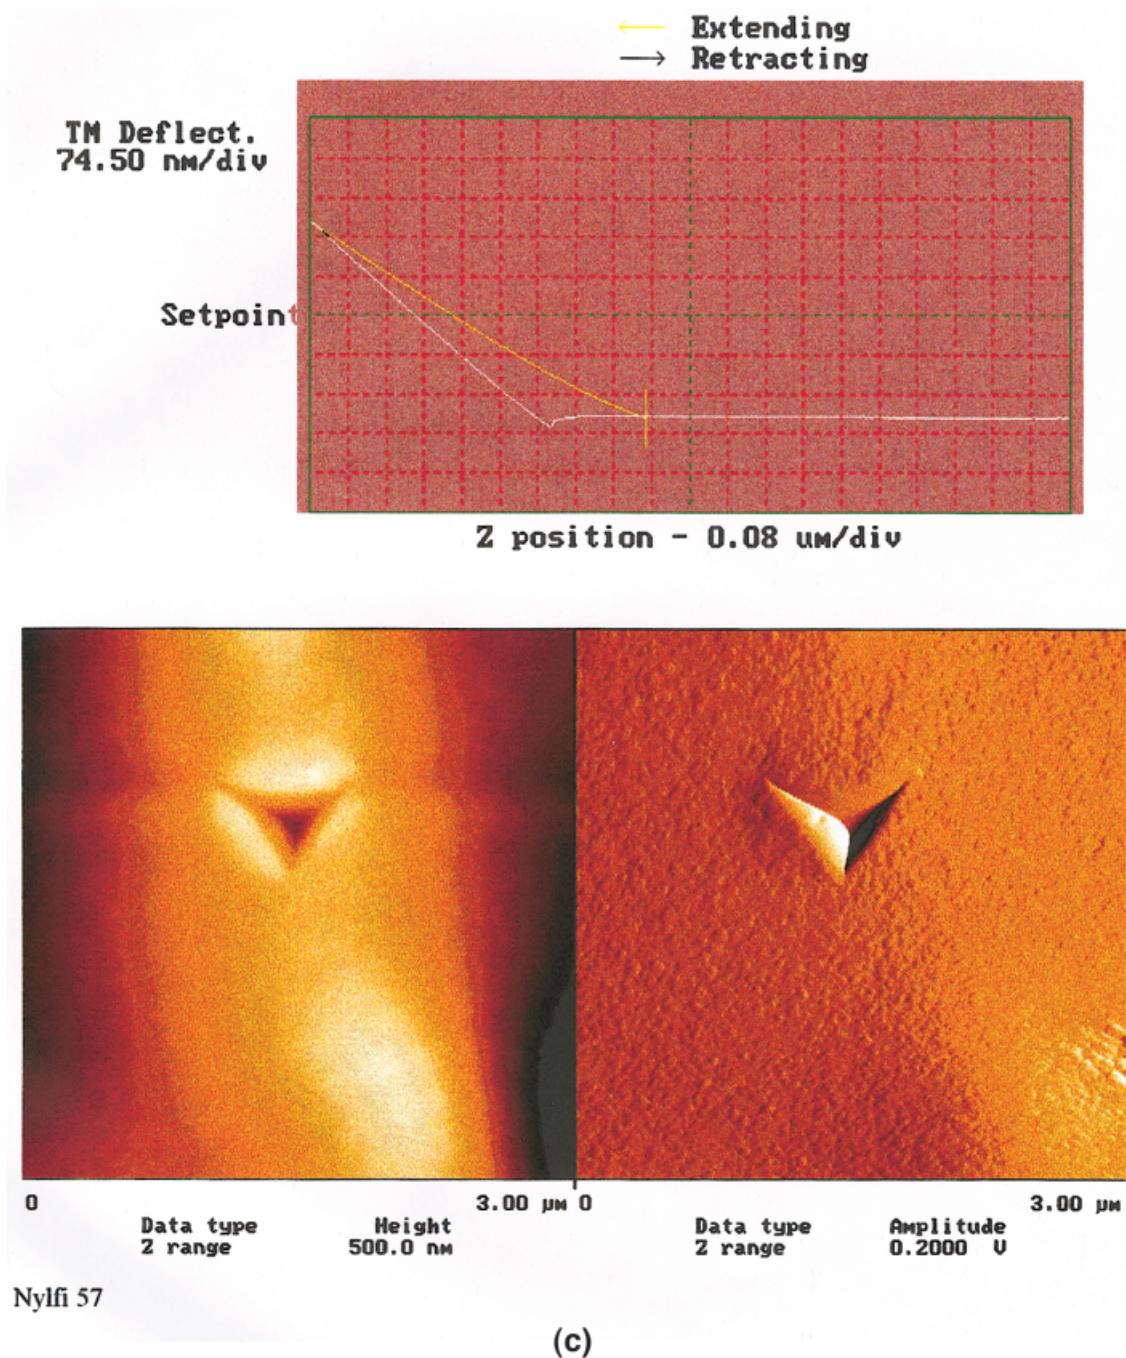 Extending
Retracting
TM Deflect.
74.50 nm/div
Setpoint
Z position - 0.08 um/div
0 3.00 µm 0 3.00 µm
Data type Height Data type Amplitude
Z range 500.0 nm Z range 0.2000 V
Nylfi 57
(c)